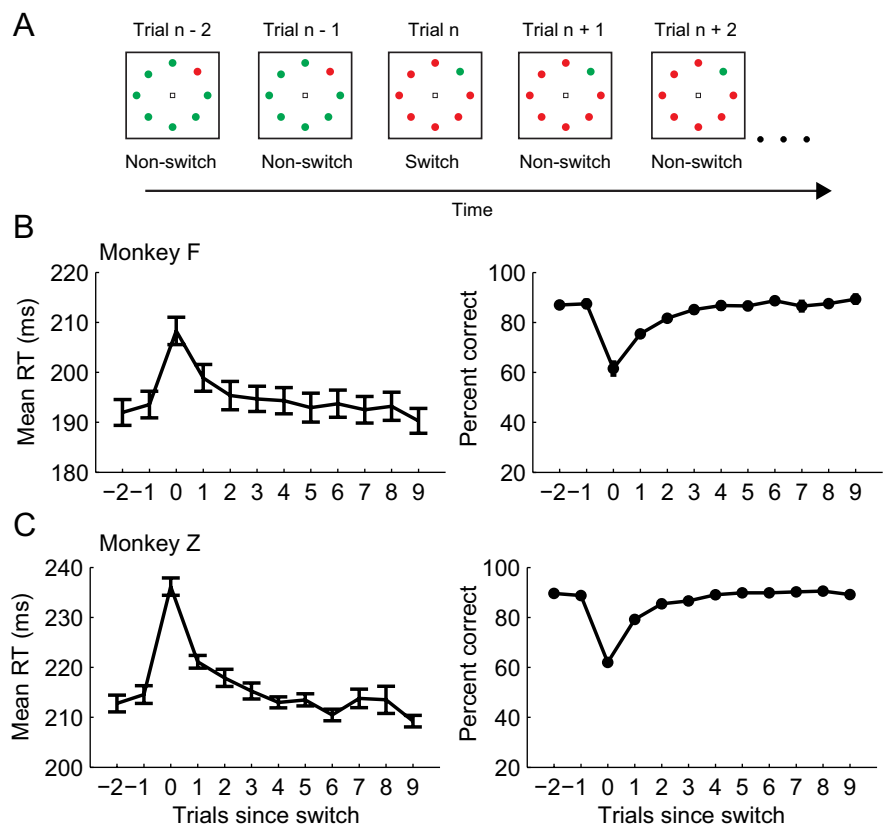 A
Trial n - 2 Trial n - 1 Trial n Trial n + 1 Trial n + 2
Non-switch Non-switch Switch Non-switch Non-switch
Time
B
Monkey F
Mean RT (ms)
220
210
200
190
180
−2−1 0 1 2 3 4 5 6 7 8 9
Percent correct
100
80
60
40
20
−2−1 0 1 2 3 4 5 6 7 8 9
C
Monkey Z
Mean RT (ms)
240
230
220
210
200
−2−1 0 1 2 3 4 5 6 7 8 9
Trials since switch
Percent correct
100
80
60
40
20
−2−1 0 1 2 3 4 5 6 7 8 9
Trials since switch